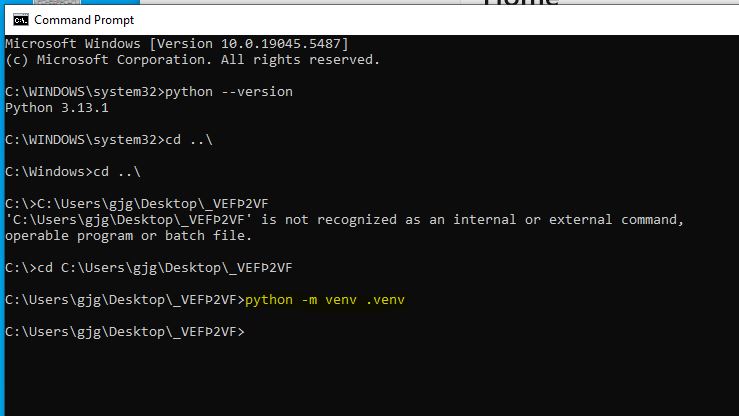 Home
Command Prompt
Microsoft Windows [Version 10.0.19045.5487]
(c) Microsoft Corporation. All rights reserved.
C:\WINDOWS\system32>python --version
Python 3.13.1
C:\WINDOWS\system32>cd ..\
C:\Windows>cd ..\
C:\>C:\Users\gjg\Desktop\_VEFÞ2VF
'C:\Users\gjg\Desktop\_VEFÞ2VF' is not recognized as an internal or external command,
operable program or batch file.
C:\>cd C:\Users\gjg\Desktop\_VEFÞ2VF
C:\Users\gjg\Desktop\_VEFÞ2VF>python -m venv .venv
C:\Users\gjg\Desktop\_VEFÞ2VF>